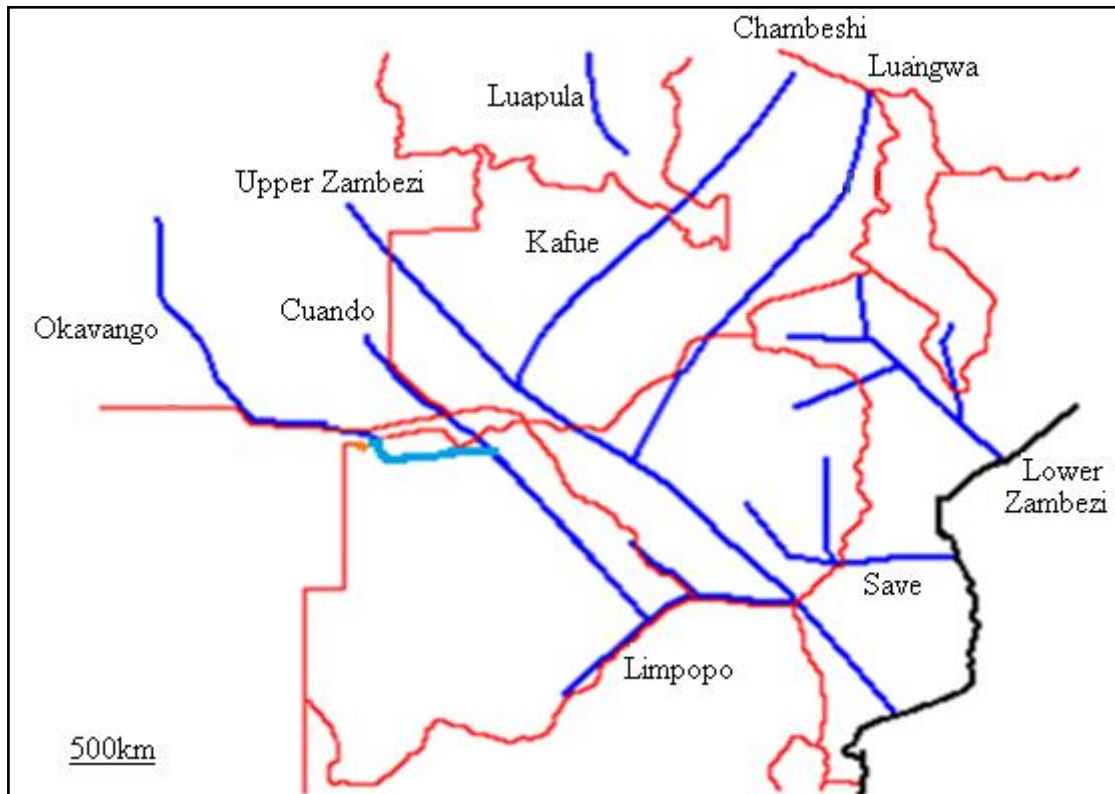 Chambeshi
Luangwa
Luapula
Upper Zambezi
Kafue
Cuando
Okavango
Lower
Zambezi
Save
Limpopo
500km